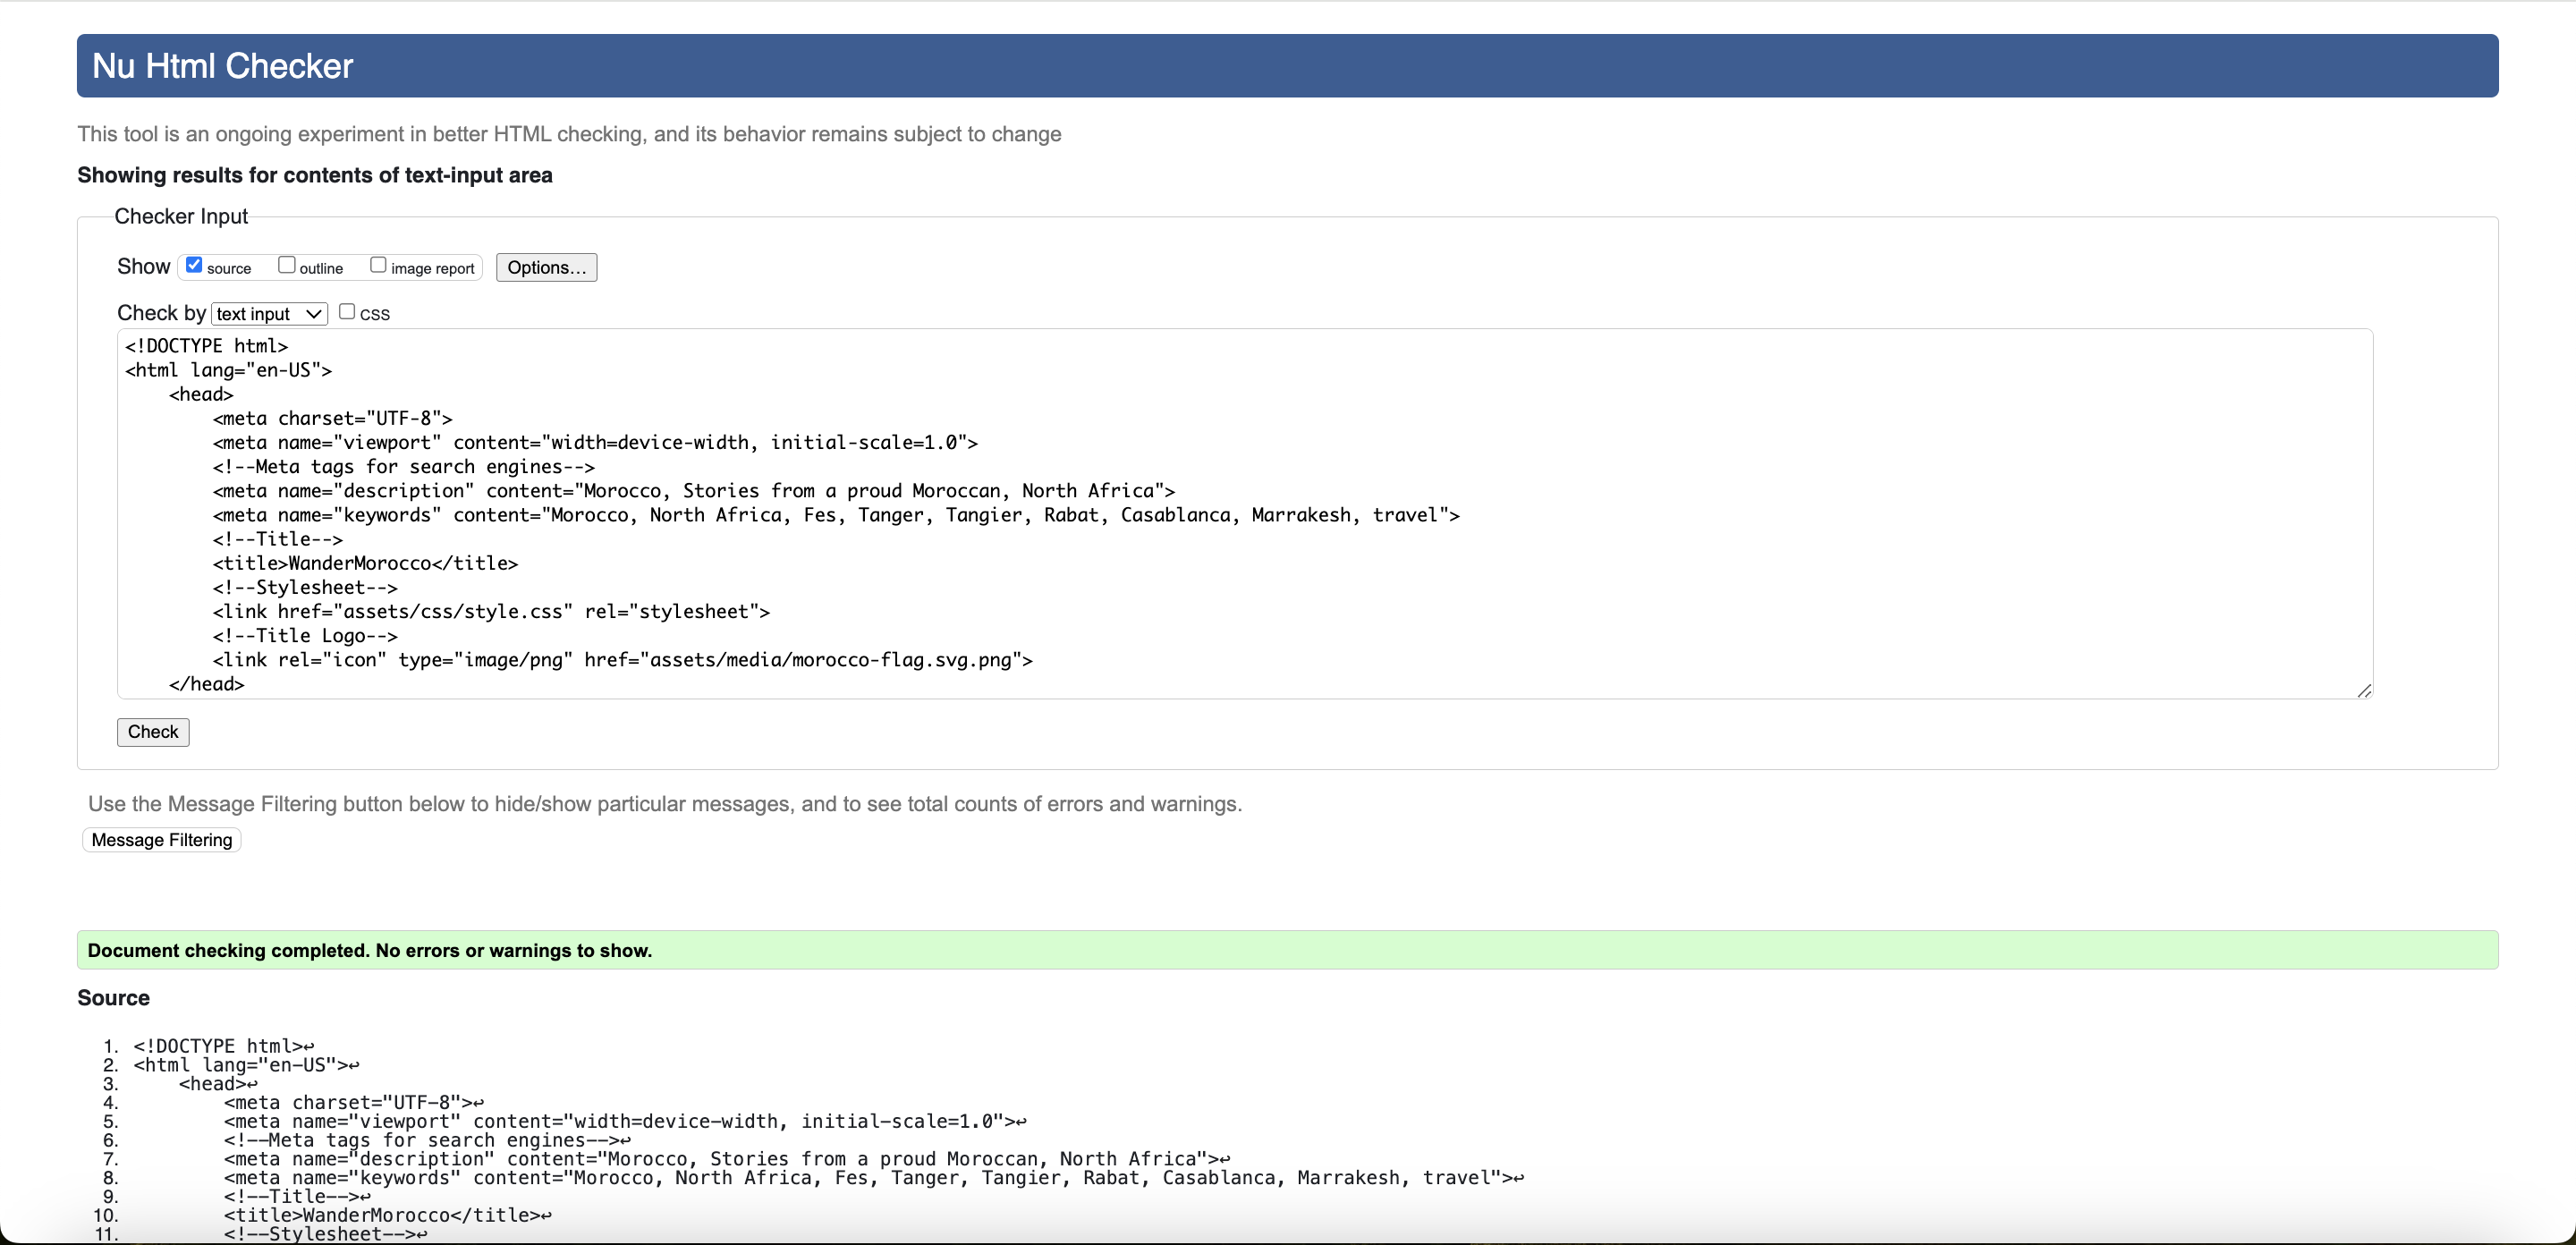 Nu Html Checker
This tool is an ongoing experiment in better HTML checking, and its behavior remains subject to change
Showing results for contents of text-input area
Checker Input
Show source outline image report Options...
Check by text input css
<!DOCTYPE html>
<html lang="en-US">
    <head>
        <meta charset="UTF-8">
        <meta name="viewport" content="width=device-width, initial-scale=1.0">
        <!--Meta tags for search engines-->
        <meta name="description" content="Morocco, Stories from a proud Moroccan, North Africa">
        <meta name="keywords" content="Morocco, North Africa, Fes, Tanger, Tangier, Rabat, Casablanca, Marrakesh, travel">
        <!--Title-->
        <title>WanderMorocco</title>
        <!--Stylesheet-->
        <link href="assets/css/style.css" rel="stylesheet">
        <!--Title Logo-->
        <link rel="icon" type="image/png" href="assets/media/morocco-flag.svg.png">
    </head>
Check
Use the Message Filtering button below to hide/show particular messages, and to see total counts of errors and warnings.
Message Filtering
Document checking completed. No errors or warnings to show.
Source
1. <!DOCTYPE html>↩
2. <html lang="en-US">↩
3.     <head>↩
4.         <meta charset="UTF-8">↩
5.         <meta name="viewport" content="width=device-width, initial-scale=1.0">↩
6.         <!--Meta tags for search engines-->↩
7.         <meta name="description" content="Morocco, Stories from a proud Moroccan, North Africa">↩
8.         <meta name="keywords" content="Morocco, North Africa, Fes, Tanger, Tangier, Rabat, Casablanca, Marrakesh, travel">↩
9.         <!--Title-->↩
10.         <title>WanderMorocco</title>↩
11.         <!--Stylesheet-->↩